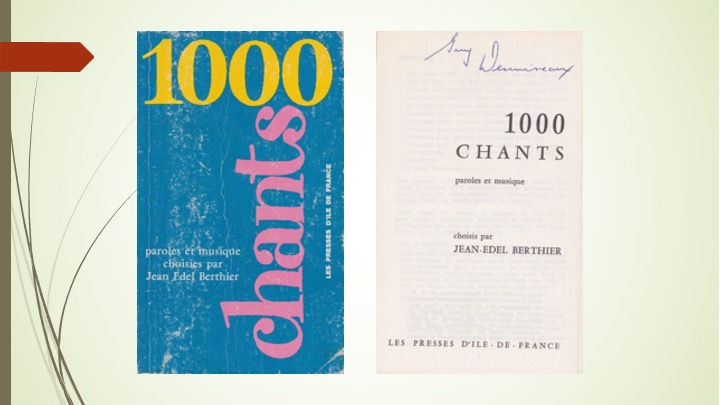 1000
chants
LES PRESSES D'ILE DE FRANCE
paroles et musique
choisies par
Jean Edel Berthier
Guy
1000
CHANTS
paroles et musique
choisis par
JEAN-EDEL BERTHIER
LES PRESSES D'ILE-DE-FRANCE